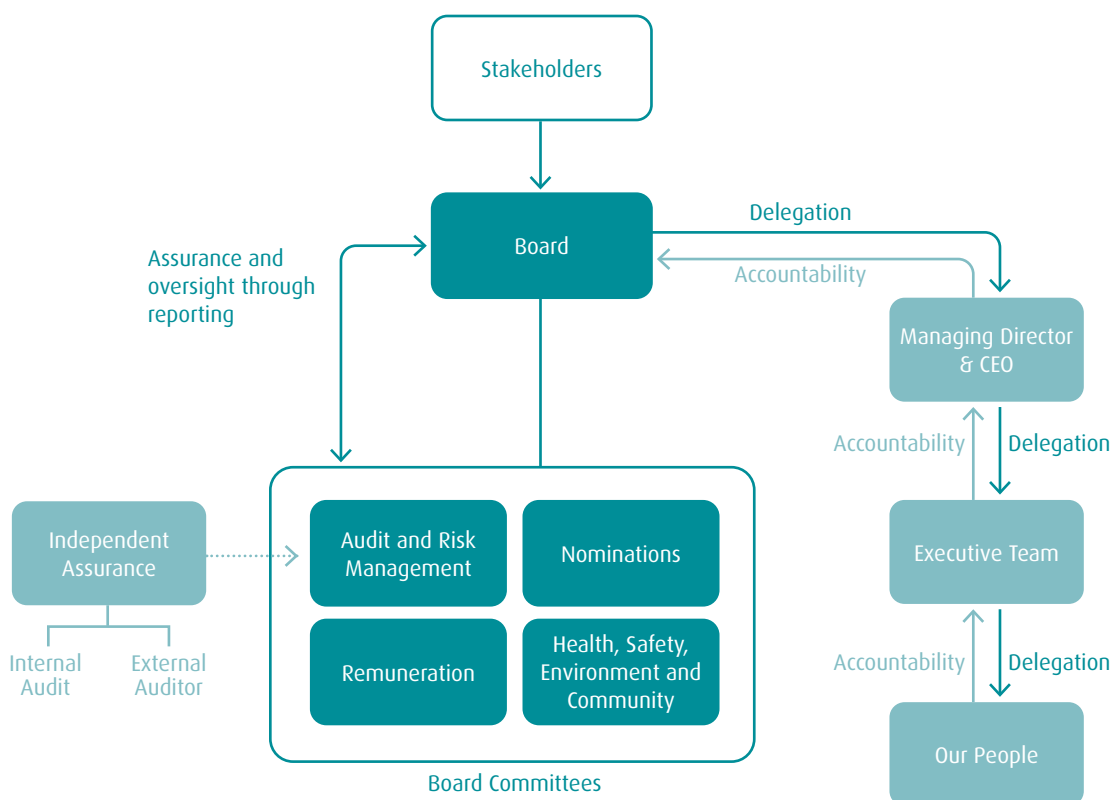 Stakeholders
Board
Delegation
Accountability
Assurance and
oversight through
reporting
Managing Director
& CEO
Accountability
Delegation
Independent
Assurance
Internal
Audit
External
Auditor
Audit and Risk
Management
Nominations
Remuneration
Health, Safety,
Environment and
Community
Board Committees
Executive Team
Accountability
Delegation
Our People